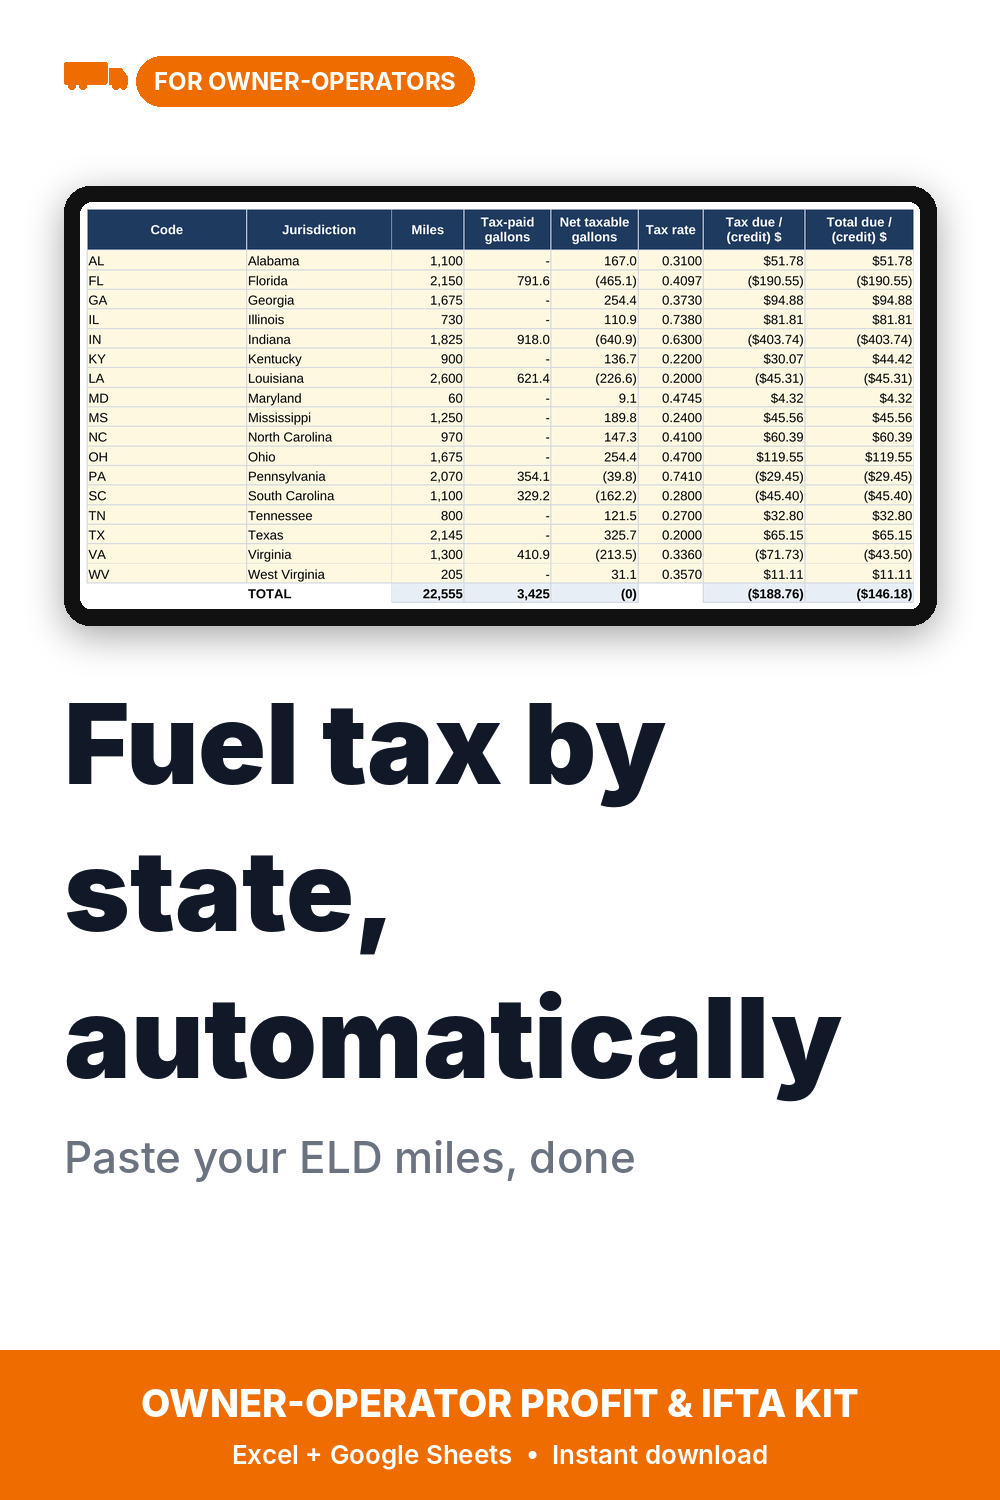 FOR OWNER-OPERATORS
Code Jurisdiction Miles Tax-paid gallons Net taxable gallons Tax rate Tax due / (credit) $ Total due / (credit) $
AL Alabama 1,100 - 167.0 0.3100 $51.78 $51.78
FL Florida 2,150 791.6 (465.1) 0.4097 ($190.55) ($190.55)
GA Georgia 1,675 - 254.4 0.3730 $94.88 $94.88
IL Illinois 730 - 110.9 0.7380 $81.81 $81.81
IN Indiana 1,825 918.0 (640.9) 0.6300 ($403.74) ($403.74)
KY Kentucky 900 - 136.7 0.2200 $30.07 $44.42
LA Louisiana 2,600 621.4 (226.6) 0.2000 ($45.31) ($45.31)
MD Maryland 60 - 9.1 0.4745 $4.32 $4.32
MS Mississippi 1,250 - 189.8 0.2400 $45.56 $45.56
NC North Carolina 970 - 147.3 0.4100 $60.39 $60.39
OH Ohio 1,675 - 254.4 0.4700 $119.55 $119.55
PA Pennsylvania 2,070 354.1 (39.8) 0.7410 ($29.45) ($29.45)
SC South Carolina 1,100 329.2 (162.2) 0.2800 ($45.40) ($45.40)
TN Tennessee 800 - 121.5 0.2700 $32.80 $32.80
TX Texas 2,145 - 325.7 0.2000 $65.15 $65.15
VA Virginia 1,300 410.9 (213.5) 0.3360 ($71.73) ($43.50)
WV West Virginia 205 - 31.1 0.3570 $11.11 $11.11
TOTAL 22,555 3,425 (0) ($188.76) ($146.18)
Fuel tax by
state,
automatically
Paste your ELD miles, done
OWNER-OPERATOR PROFIT & IFTA KIT
Excel + Google Sheets • Instant download